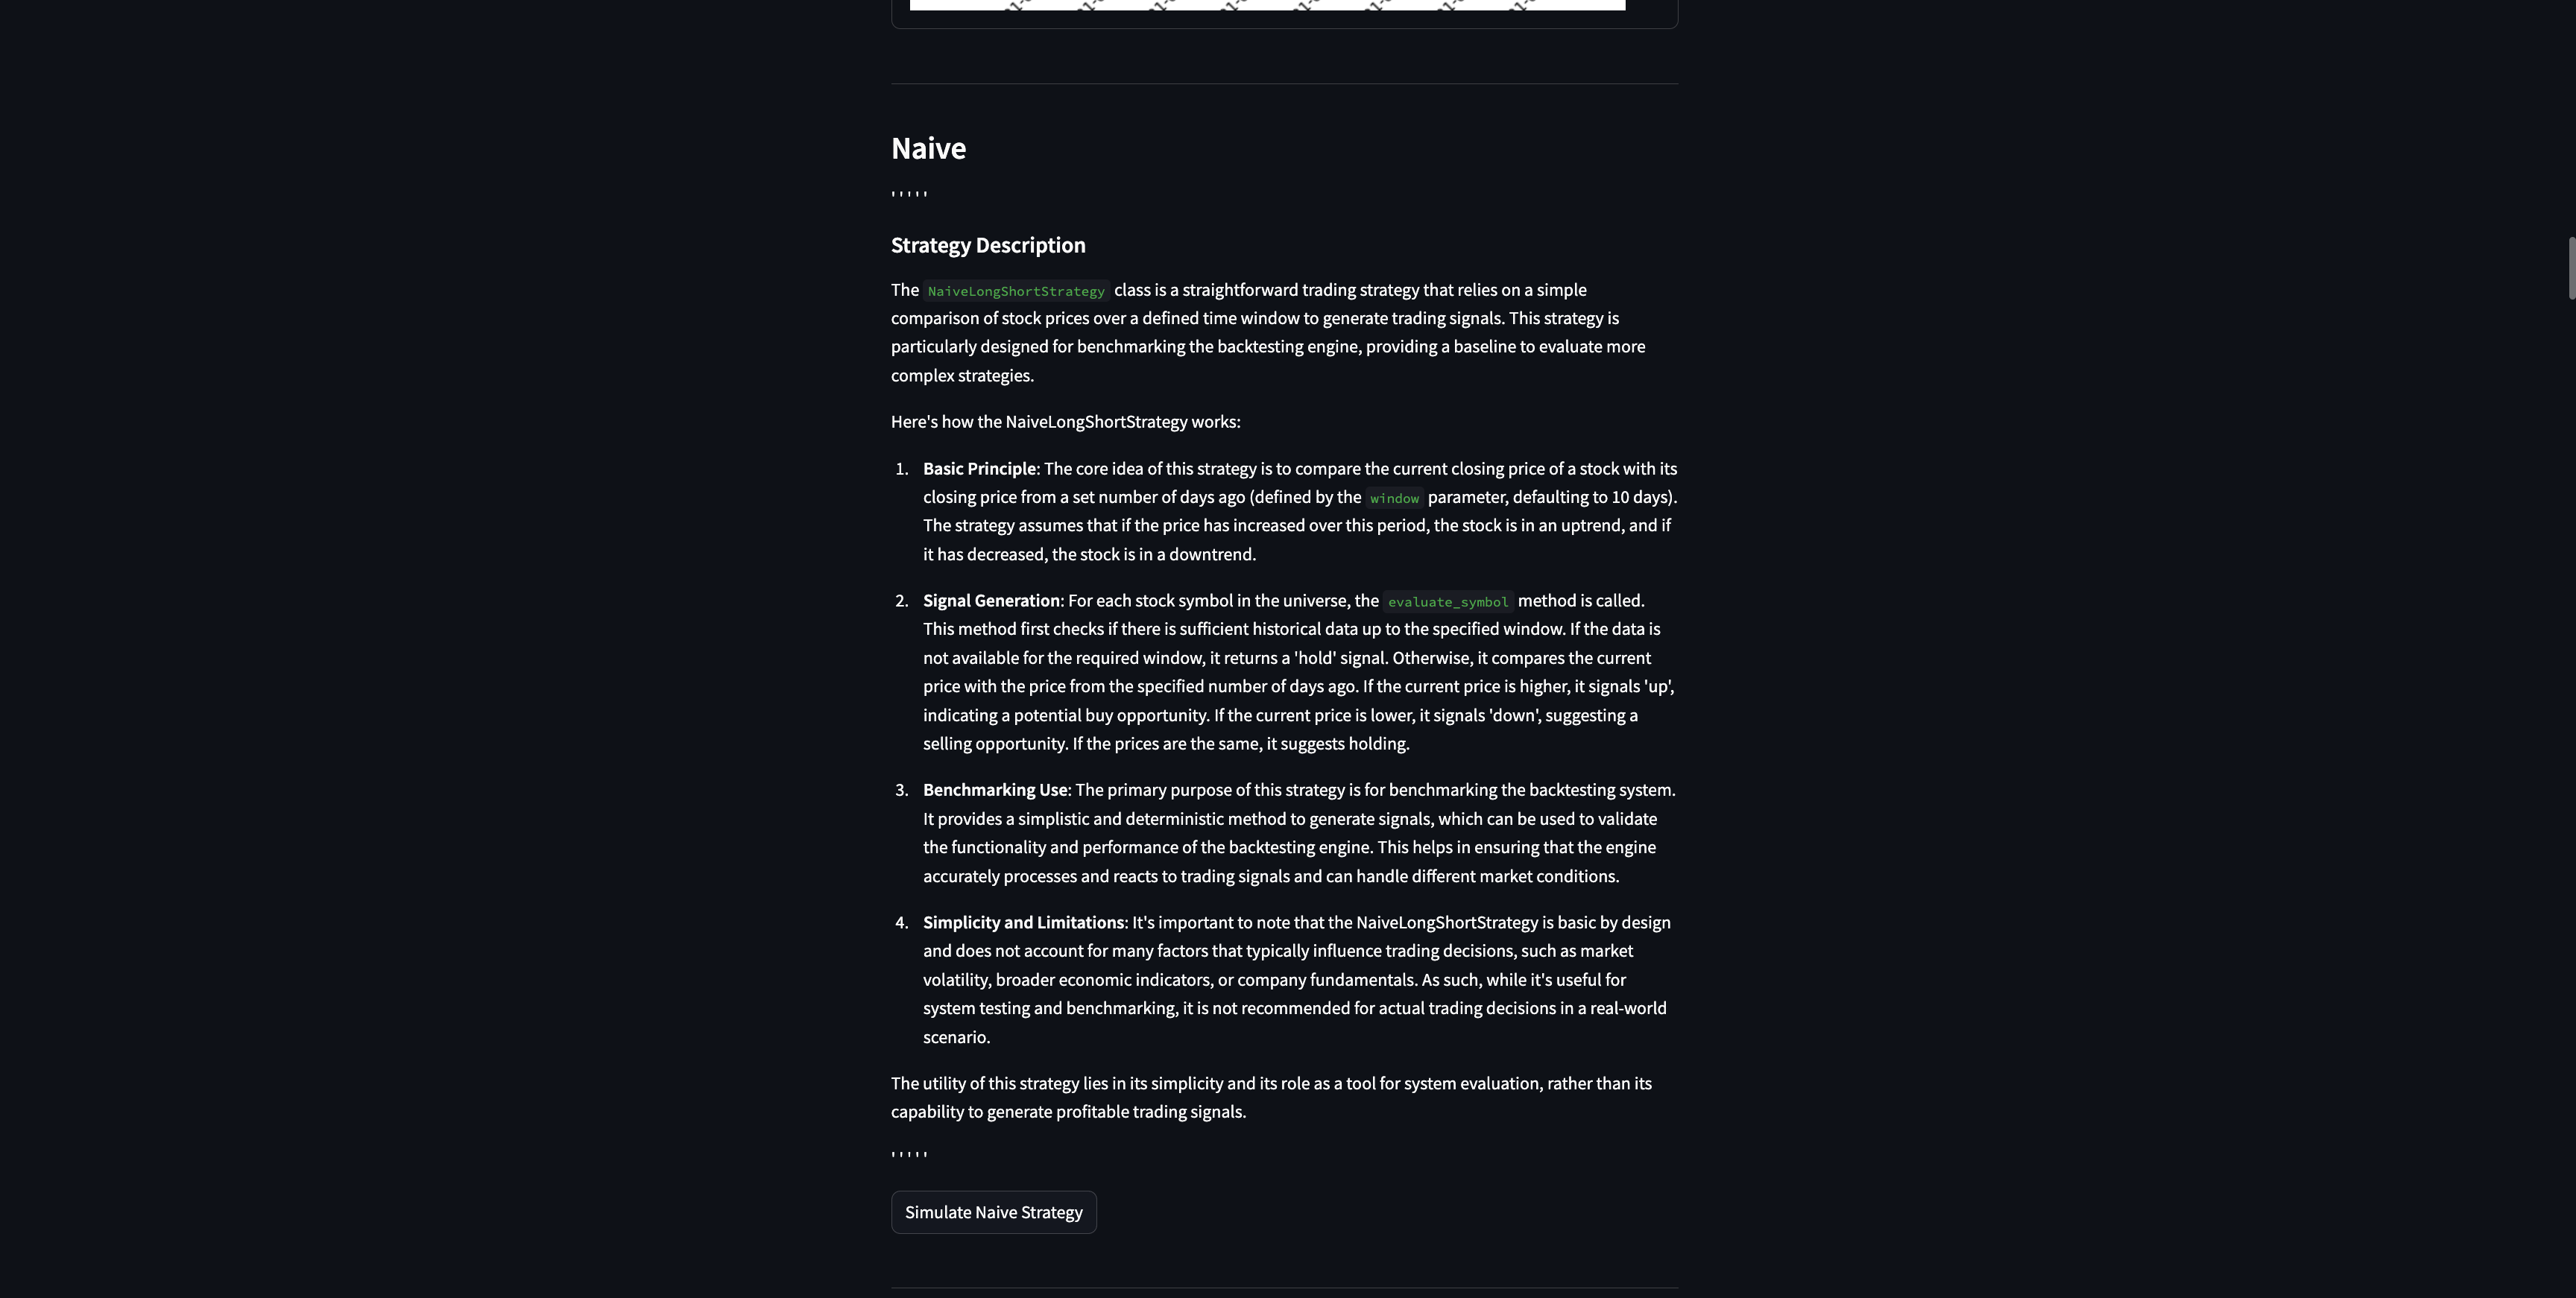 Naive
'''''
Strategy Description
The NaiveLongShortStrategy class is a straightforward trading strategy that relies on a simple
comparison of stock prices over a defined time window to generate trading signals. This strategy is
particularly designed for benchmarking the backtesting engine, providing a baseline to evaluate more
complex strategies.
Here's how the NaiveLongShortStrategy works:
1. Basic Principle: The core idea of this strategy is to compare the current closing price of a stock with its
closing price from a set number of days ago (defined by the window parameter, defaulting to 10 days).
The strategy assumes that if the price has increased over this period, the stock is in an uptrend, and if
it has decreased, the stock is in a downtrend.
2. Signal Generation: For each stock symbol in the universe, the evaluate_symbol method is called.
This method first checks if there is sufficient historical data up to the specified window. If the data is
not available for the required window, it returns a 'hold' signal. Otherwise, it compares the current
price with the price from the specified number of days ago. If the current price is higher, it signals 'up',
indicating a potential buy opportunity. If the current price is lower, it signals 'down', suggesting a
selling opportunity. If the prices are the same, it suggests holding.
3. Benchmarking Use: The primary purpose of this strategy is for benchmarking the backtesting system.
It provides a simplistic and deterministic method to generate signals, which can be used to validate
the functionality and performance of the backtesting engine. This helps in ensuring that the engine
accurately processes and reacts to trading signals and can handle different market conditions.
4. Simplicity and Limitations: It's important to note that the NaiveLongShortStrategy is basic by design
and does not account for many factors that typically influence trading decisions, such as market
volatility, broader economic indicators, or company fundamentals. As such, while it's useful for
system testing and benchmarking, it is not recommended for actual trading decisions in a real-world
scenario.
The utility of this strategy lies in its simplicity and its role as a tool for system evaluation, rather than its
capability to generate profitable trading signals.
'''''
Simulate Naive Strategy